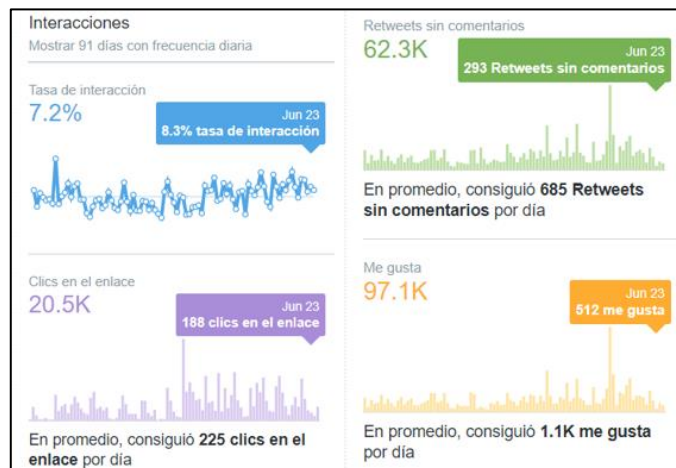 Interacciones
Mostrar 91 días con frecuencia diaria
Tasa de interacción
7.2%
Jun 23
8.3% tasa de interacción
Clics en el enlace
20.5K
Jun 23
188 clics en el enlace
En promedio, consiguió 225 clics en el
enlace por día
Retweets sin comentarios
62.3K
Jun 23
293 Retweets sin comentarios
En promedio, consiguió 685 Retweets
sin comentarios por día
Me gusta
97.1K
Jun 23
512 me gusta
En promedio, consiguió 1.1K me gusta
por día